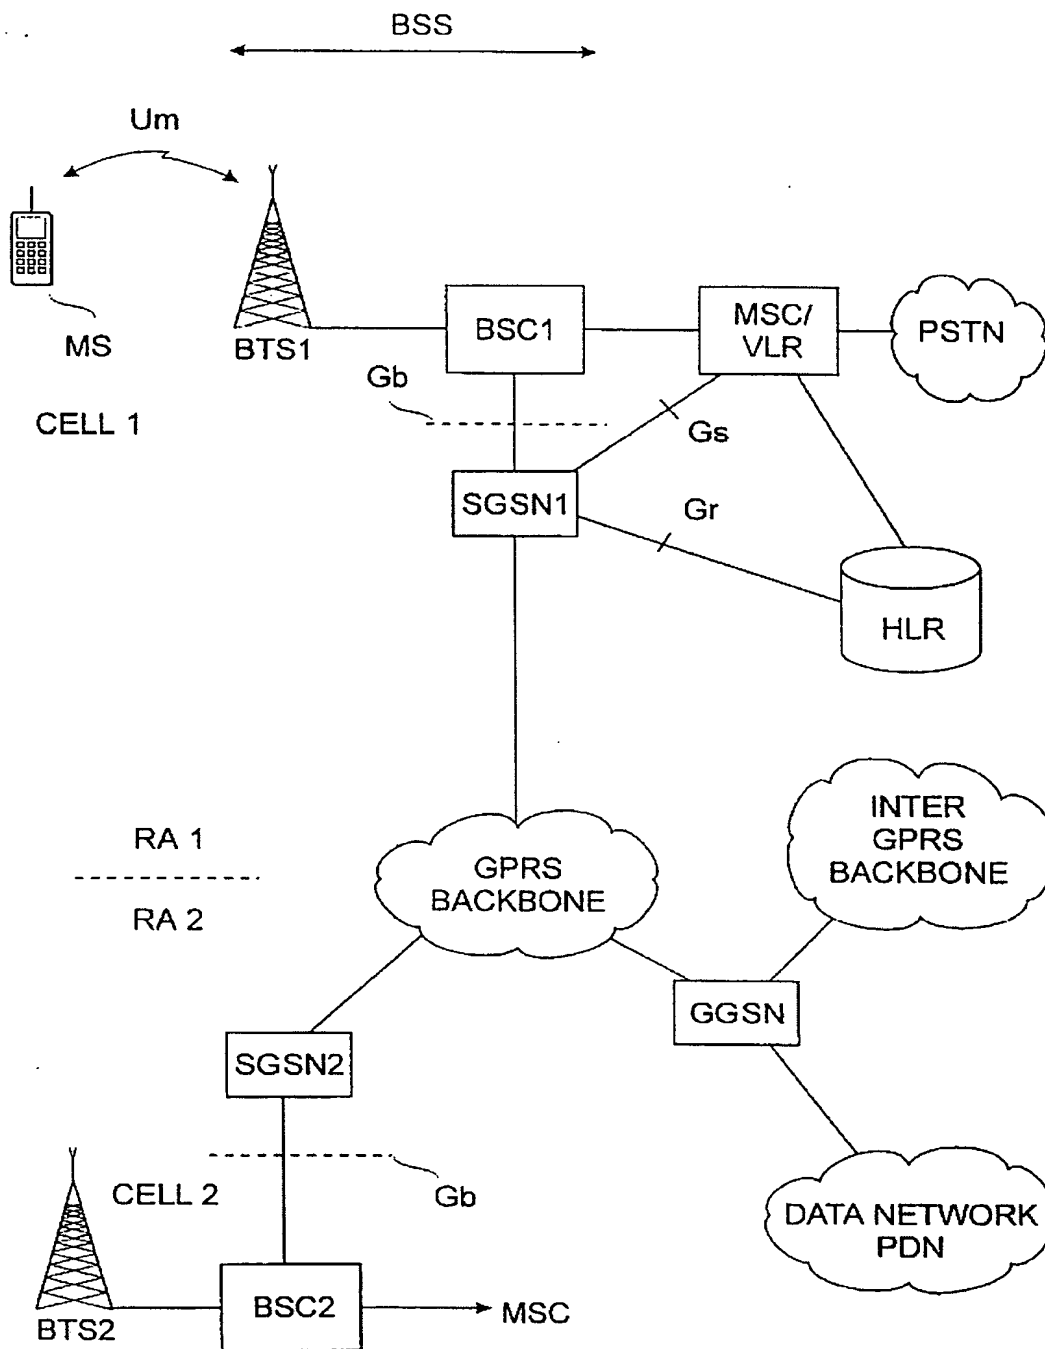 BSS
Um
MS
BTS1
BSC1
MSC/
VLR
PSTN
Gb
CELL 1
Gs
SGSN1
Gr
HLR
RA 1
RA 2
GPRS
BACKBONE
INTER
GPRS
BACKBONE
GGSN
SGSN2
CELL 2
Gb
DATA NETWORK
PDN
BTS2
BSC2
MSC